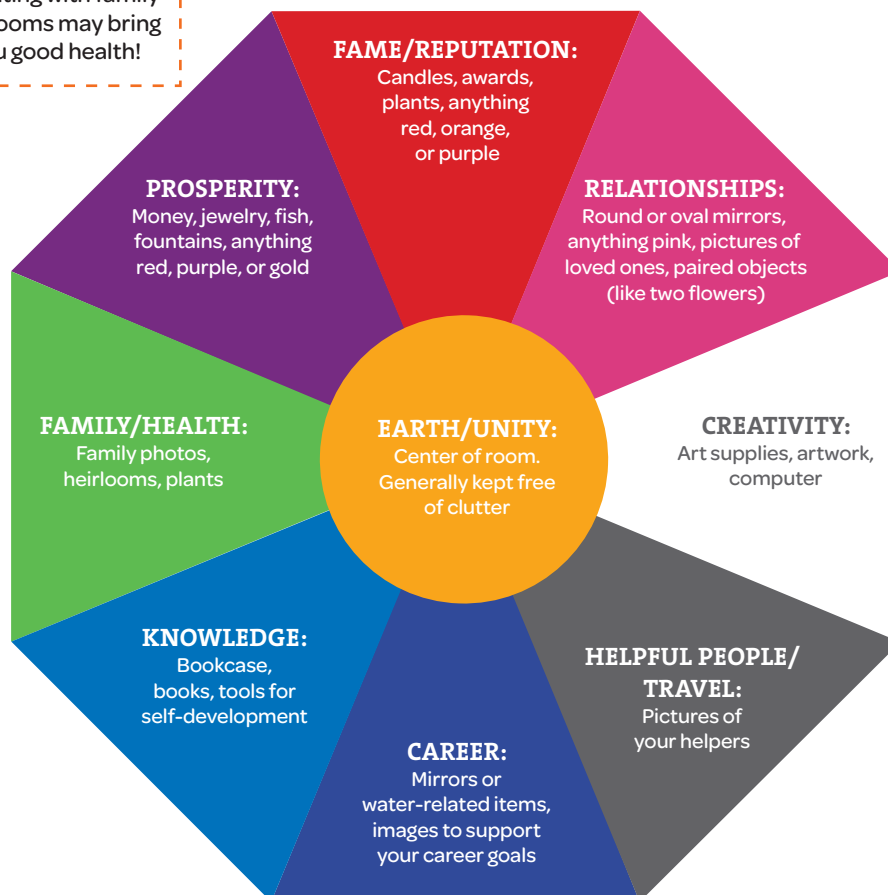 with family
ooms may bring
good health!
FAME/REPUTATION:
Candles, awards,
plants, anything
red, orange,
or purple
PROSPERITY:
Money, jewelry, fish,
fountains, anything
red, purple, or gold
RELATIONSHIPS:
Round or oval mirrors,
anything pink, pictures of
loved ones, paired objects
(like two flowers)
FAMILY/HEALTH:
Family photos,
heirlooms, plants
EARTH/UNITY:
Center of room.
Generally kept free
of clutter
CREATIVITY:
Art supplies, artwork,
computer
KNOWLEDGE:
Bookcase,
books, tools for
self-development
HELPFUL PEOPLE/
TRAVEL:
Pictures of
your helpers
CAREER:
Mirrors or
water-related items,
images to support
your career goals